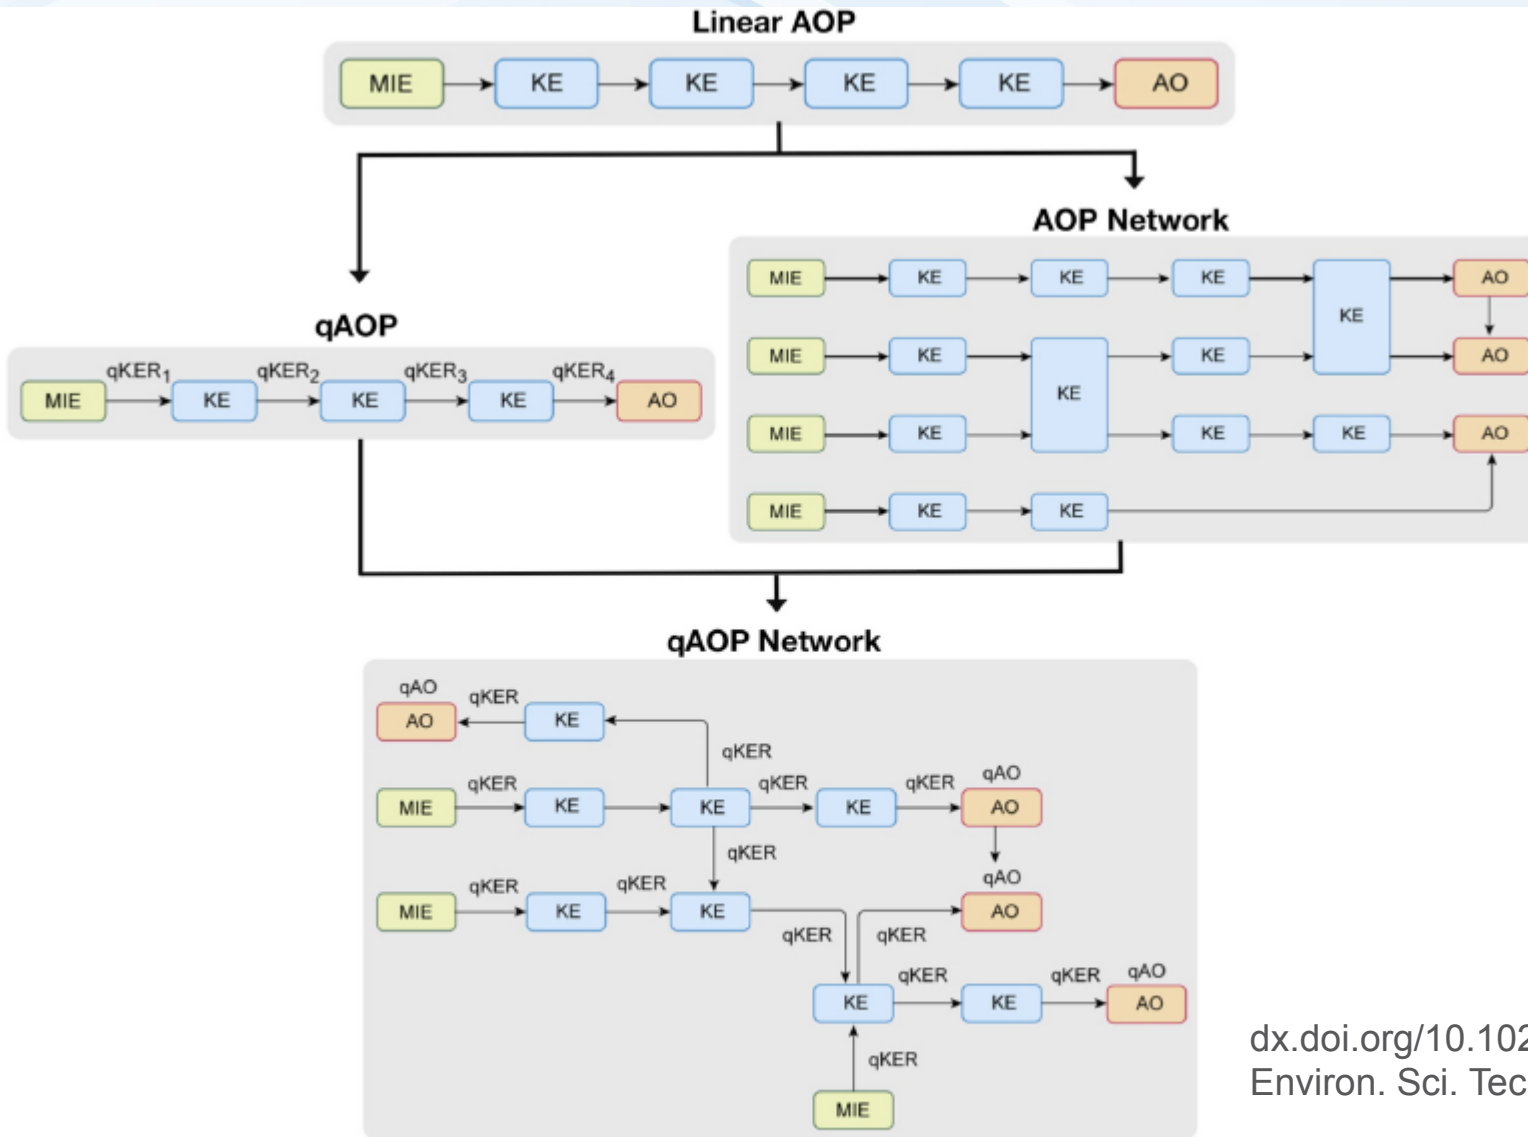 Linear AOP
MIE KE KE KE KE AO
AOP Network
MIE KE KE KE AO
KE
qAOP
MIE KE KE AO
qKER₁ qKER₂ qKER₃ qKER₄
MIE KE KE KE AO
KE
MIE KE KE KE AO
MIE KE KE
qAOP Network
qAO
qKER
AO KE
qKER
qKER qKER qKER qAO
MIE KE KE KE AO
qKER
qKER qKER qAO
MIE KE KE AO
qKER qKER
qKER qKER qAO
KE KE AO
qKER
MIE
dx.doi.org/10.102
Environ. Sci. Tec